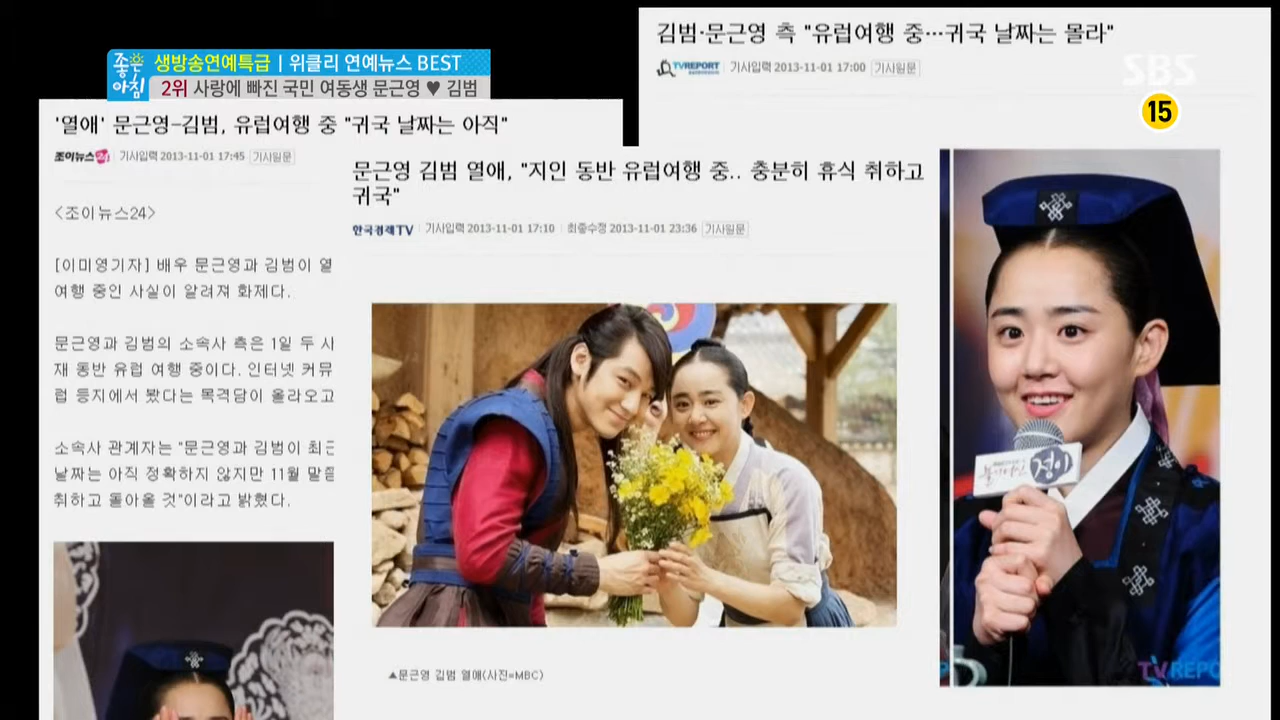 좋은
아침
생방송연예특급 | 위클리 연예뉴스 BEST
2위 사랑에 빠진 국민 여동생 문근영 ♥ 김범
김범·문근영 측 "유럽여행 중…귀국 날짜는 몰라"
TVREPORT 기사입력 2013-11-01 17:00 기사원문
SBS
15
'열애' 문근영-김범, 유럽여행 중 "귀국 날짜는 아직"
조이뉴스24 기사입력 2013-11-01 17:45 기사원문
<조이뉴스24>
[이미영기자] 배우 문근영과 김범이 열
여행 중인 사실이 알려져 화제다.
문근영과 김범의 소속사 측은 1일 두 사
재 동반 유럽 여행 중이다. 인터넷 커뮤
럽 등지에서 봤다는 목격담이 올라오고
소속사 관계자는 "문근영과 김범이 최근
날짜는 아직 정확하지 않지만 11월 말쯤
취하고 돌아올 것"이라고 밝혔다.
문근영 김범 열애, "지인 동반 유럽여행 중.. 충분히 휴식 취하고
귀국"
한국경제TV 기사입력 2013-11-01 17:10 | 최종수정 2013-11-01 23:36 기사원문
▲문근영 김범 열애(사진=MBC)
불의여신
정이
TVREPO